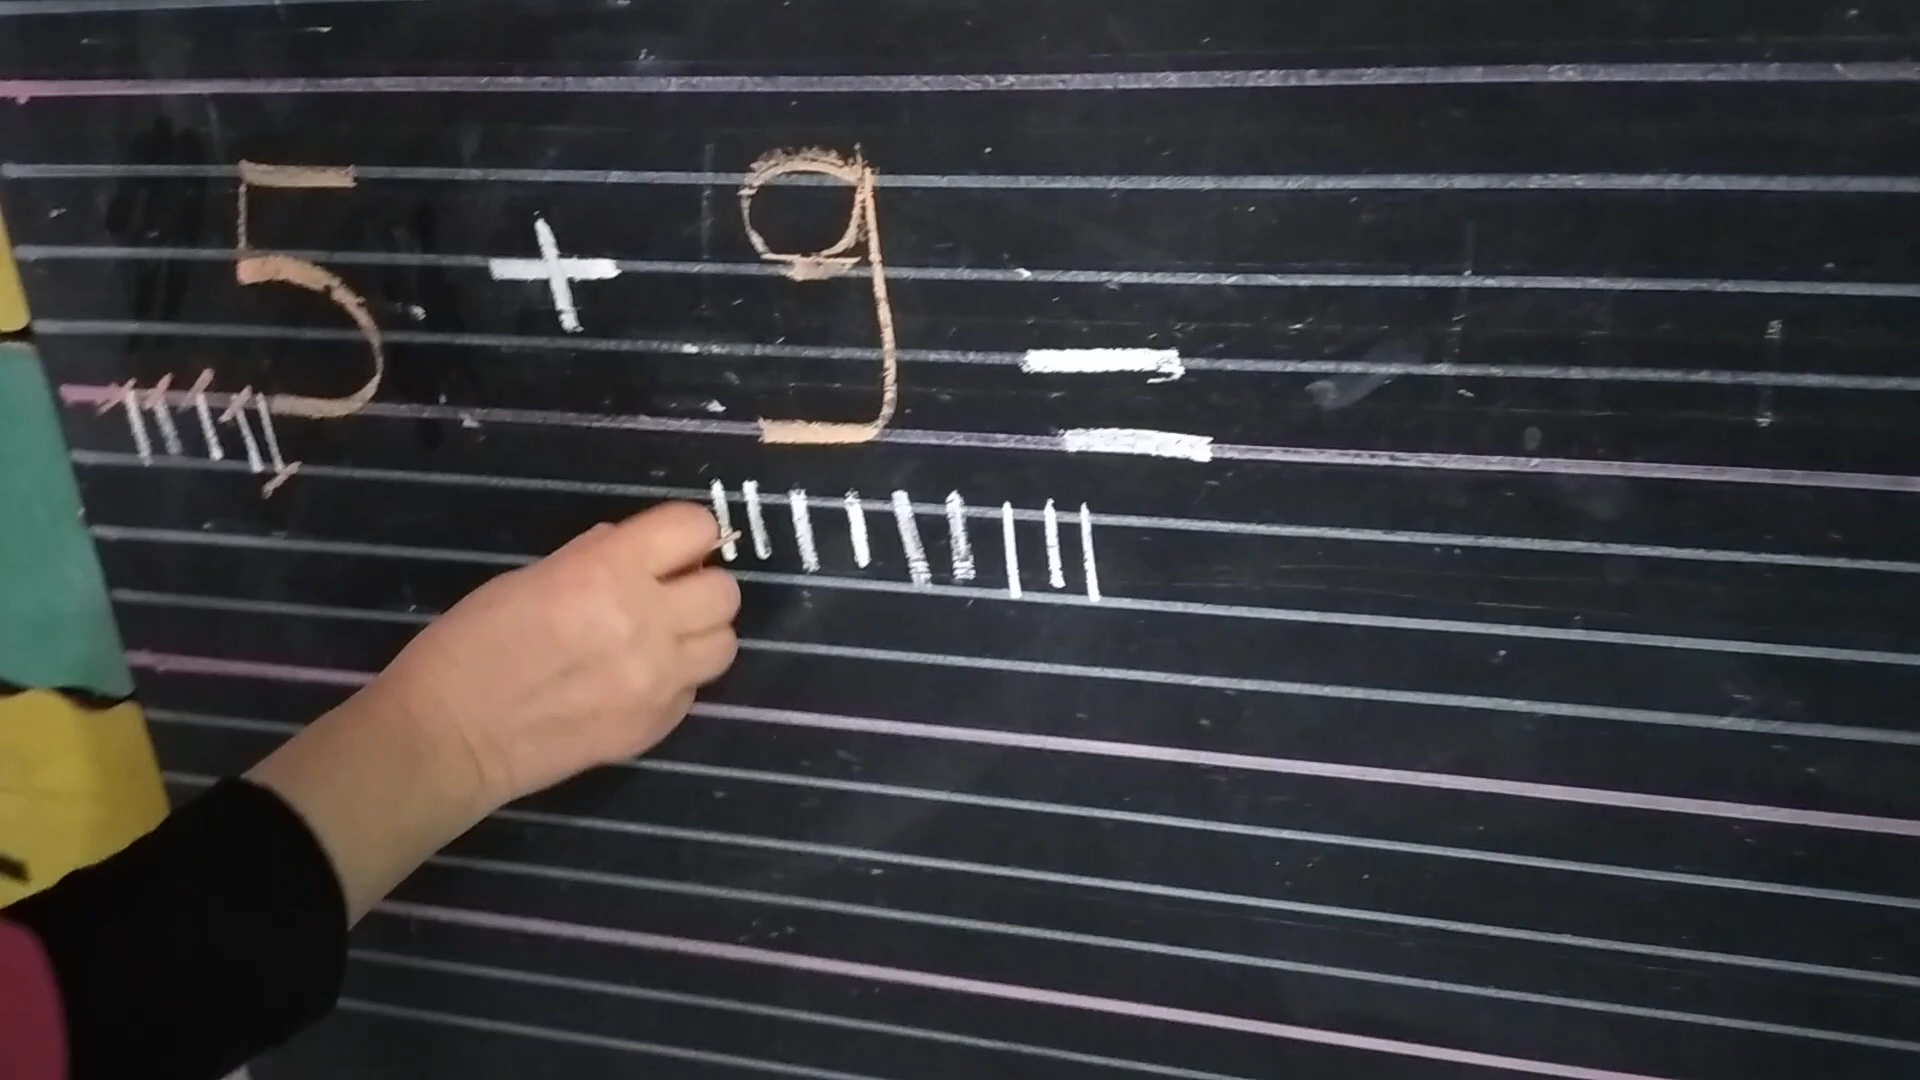 5 + 9 =